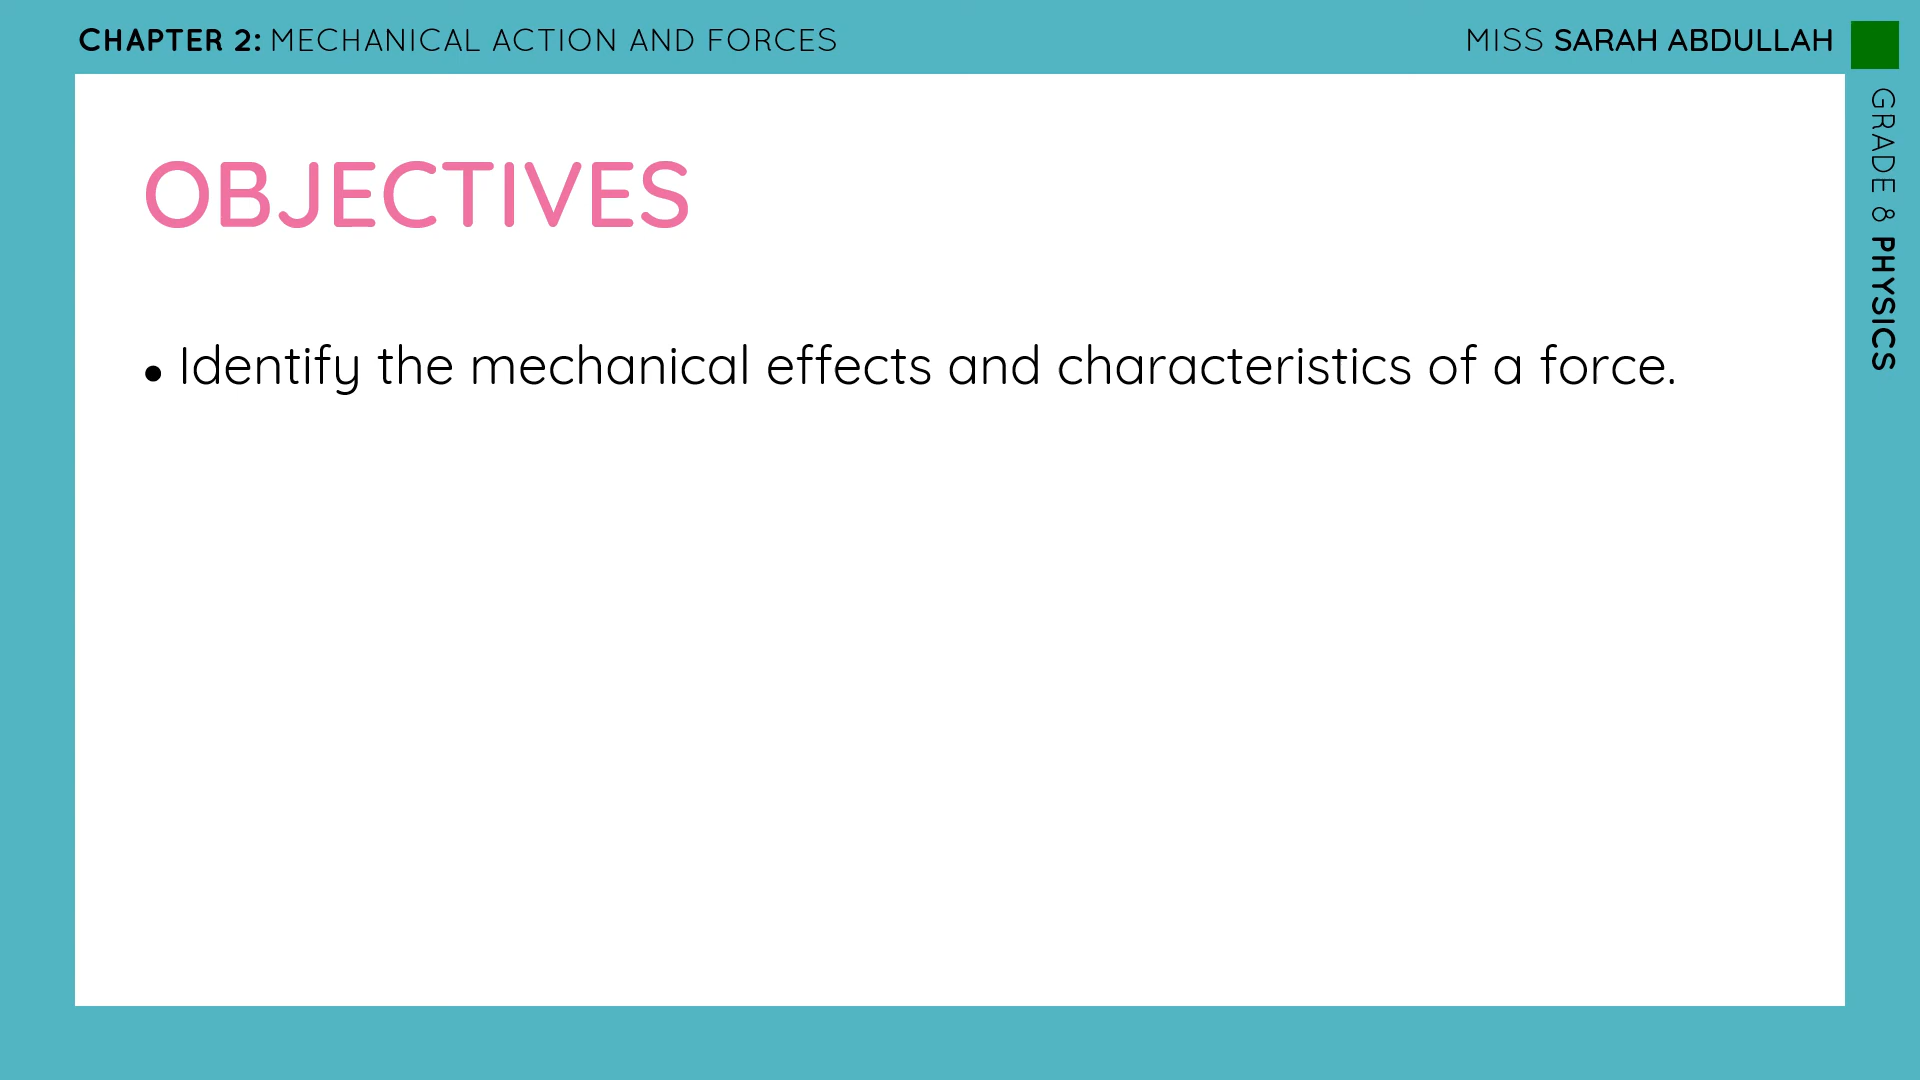 CHAPTER 2: MECHANICAL ACTION AND FORCES
MISS SARAH ABDULLAH
GRADE 8 PHYSICS
OBJECTIVES
• Identify the mechanical effects and characteristics of a force.